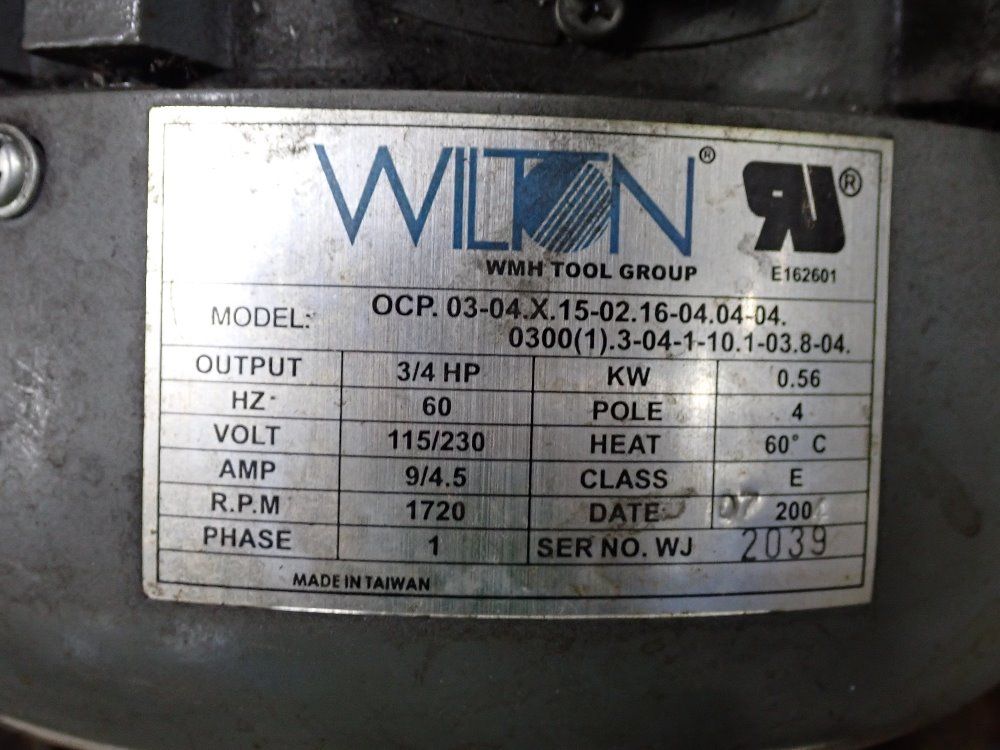 WILTON®
WMH TOOL GROUP
RU®
E162601
MODEL: OCP. 03-04.X.15-02.16-04.04-04.
0300(1).3-04-1-10.1-03.8-04.
OUTPUT 3/4 HP KW 0.56
HZ 60 POLE 4
VOLT 115/230 HEAT 60° C
AMP 9/4.5 CLASS E
R.P.M 1720 DATE 07 200
PHASE 1 SER NO. WJ 2039
MADE IN TAIWAN